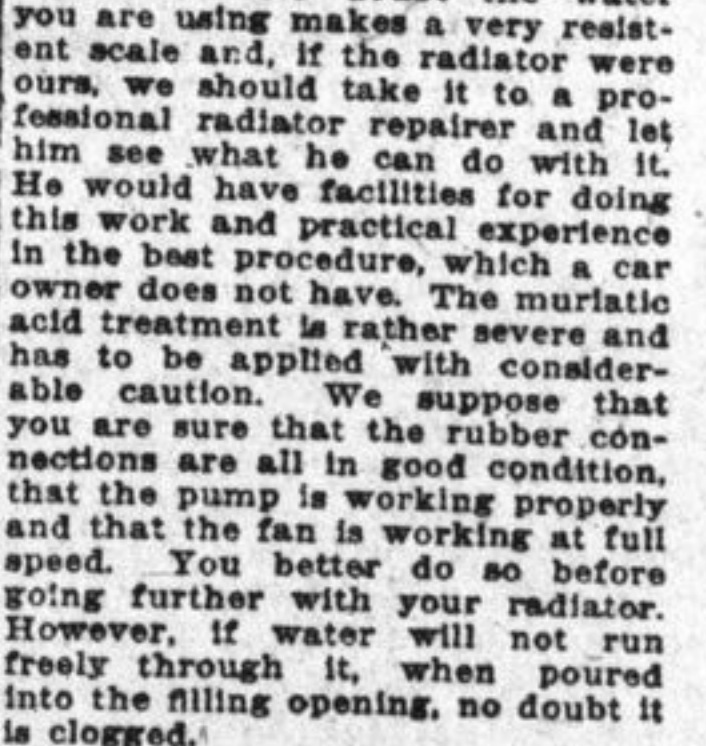 water
you are using makes a very resist-
ent scale and, if the radiator were
ours, we should take it to a pro-
fessional radiator repairer and let
him see what he can do with it.
He would have facilities for doing
this work and practical experience
in the best procedure, which a car
owner does not have. The muriatic
acid treatment is rather severe and
has to be applied with consider-
able caution. We suppose that
you are sure that the rubber con-
nections are all in good condition,
that the pump is working properly
and that the fan is working at full
speed. You better do so before
going further with your radiator.
However, if water will not run
freely through it, when poured
into the filling opening, no doubt it
is clogged.